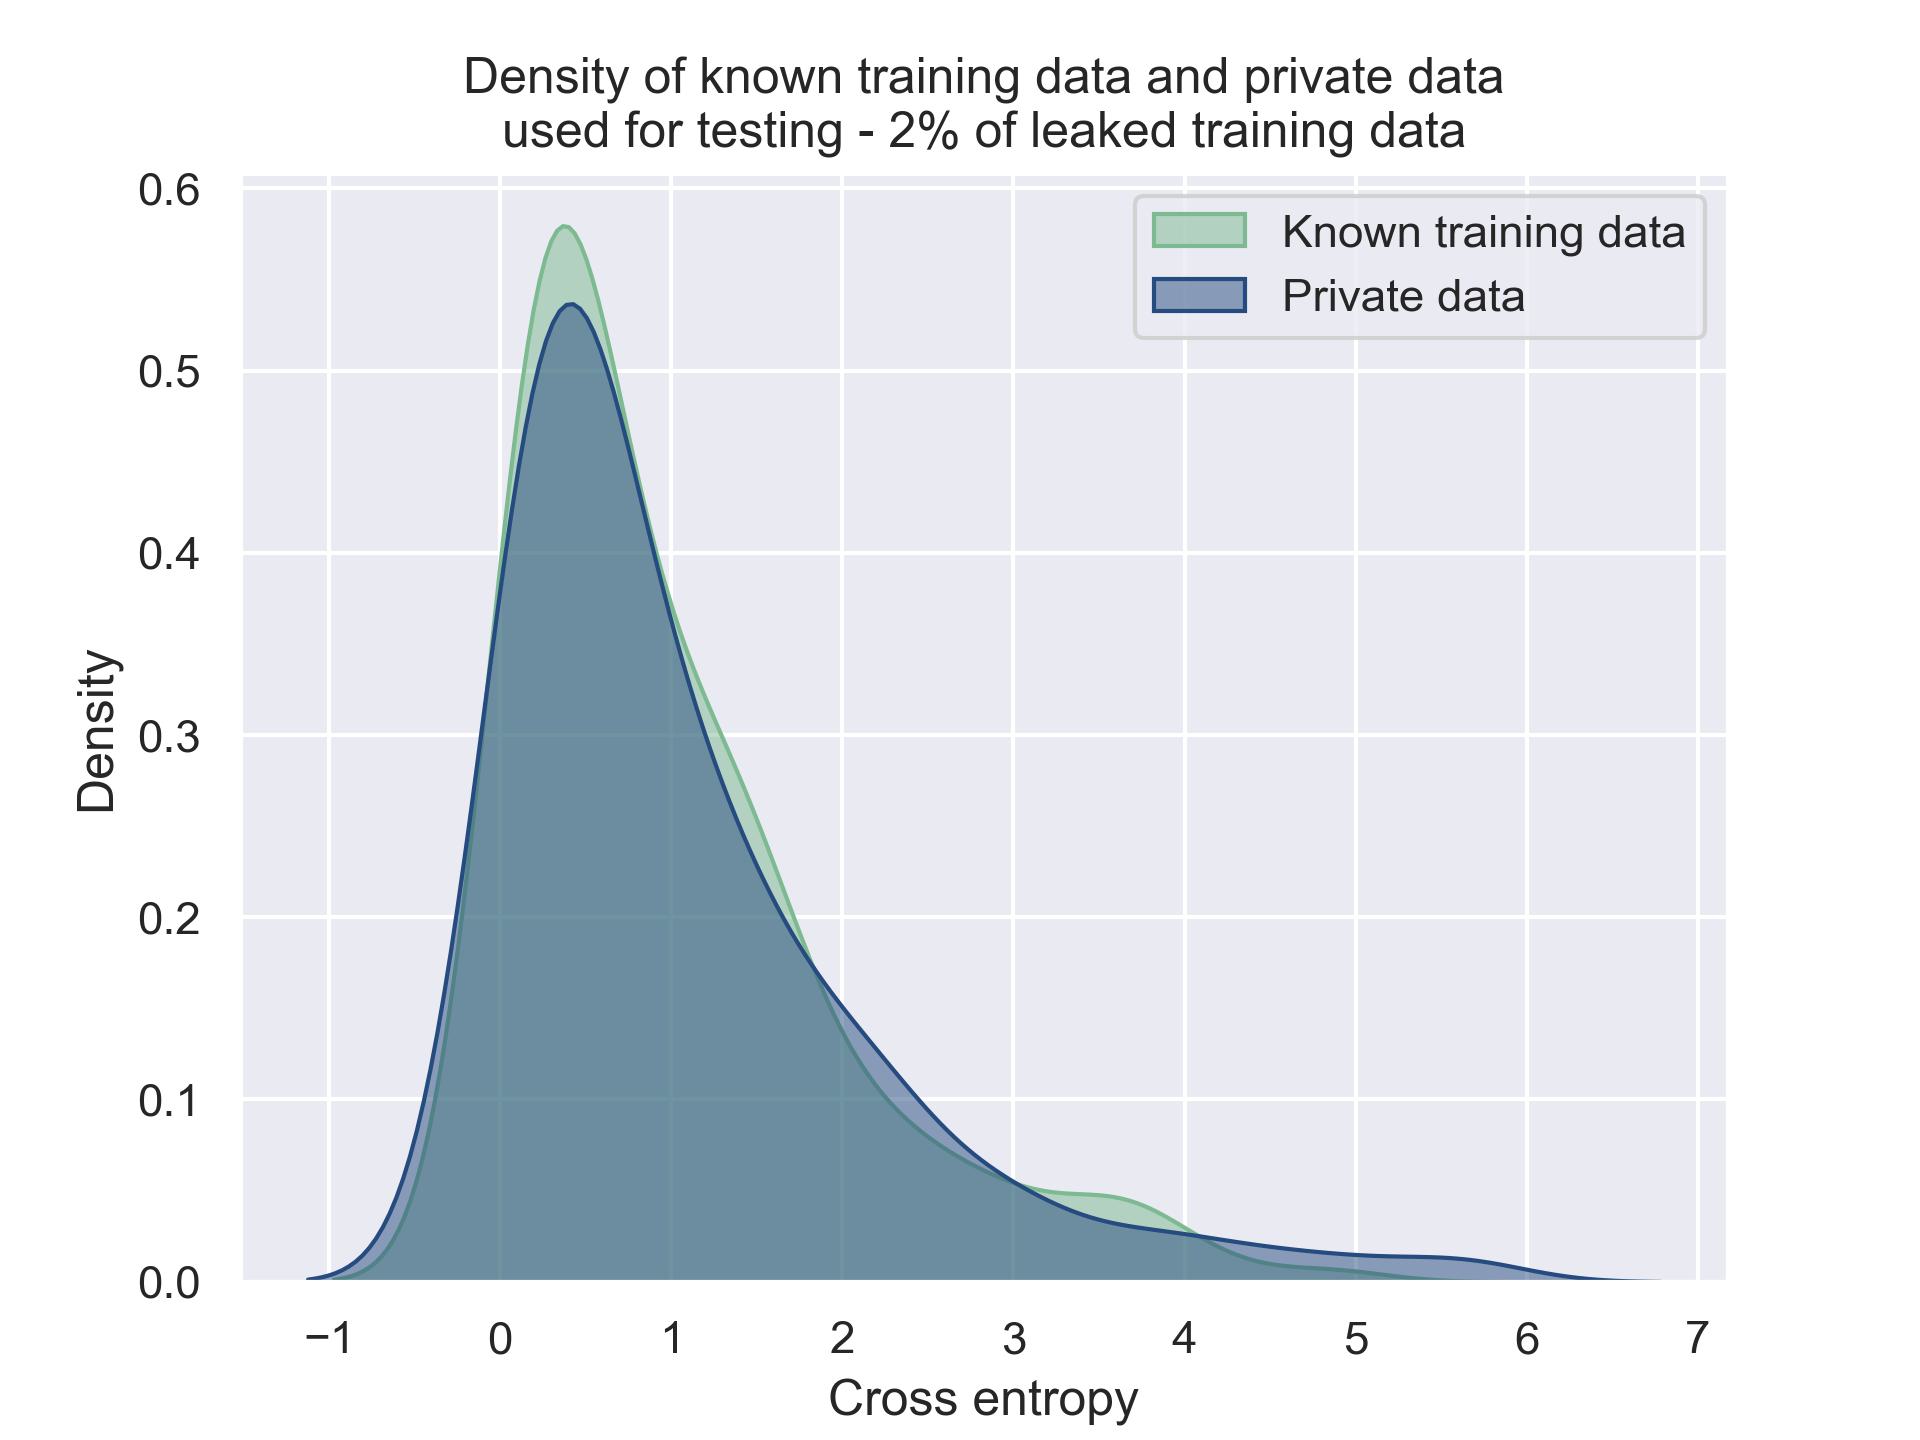 Density of known training data and private data
used for testing - 2% of leaked training data
Known training data
Private data
0.6
0.5
0.4
0.3
0.2
0.1
0.0
Density
−1 0 1 2 3 4 5 6 7
Cross entropy